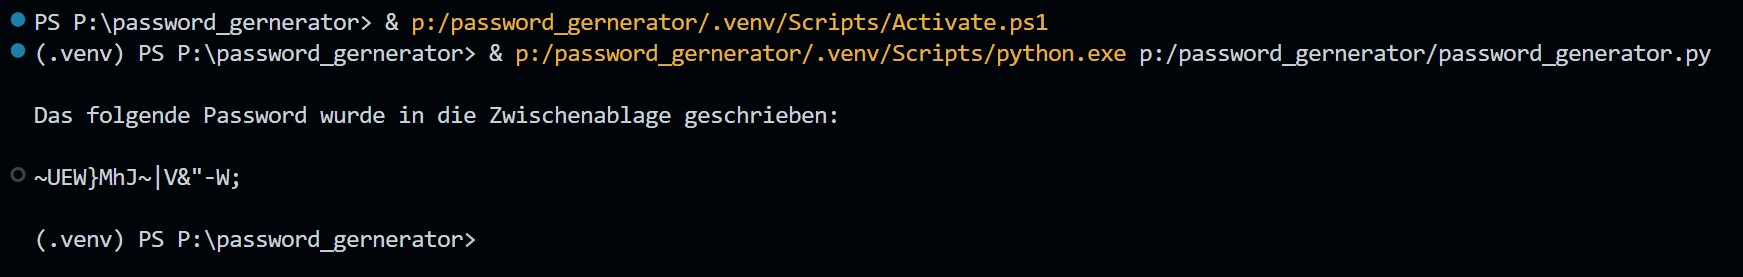 PS P:\password_gernerator> & p:/password_gernerator/.venv/Scripts/Activate.ps1
(.venv) PS P:\password_gernerator> & p:/password_gernerator/.venv/Scripts/python.exe p:/password_gernerator/password_generator.py
Das folgende Password wurde in die Zwischenablage geschrieben:
~UEW}MhJ~|V&"-W;
(.venv) PS P:\password_gernerator>